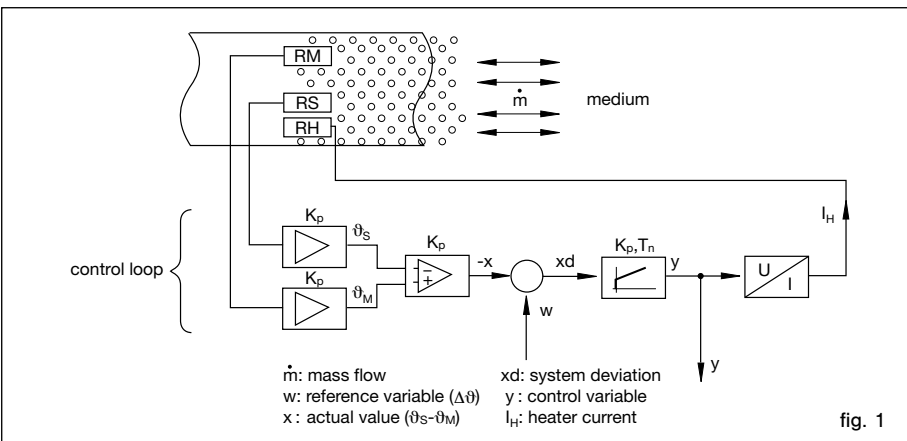 RM
RS
RH
ṁ
medium
I_H
control loop
K_p
ϑ_S
K_p
ϑ_M
K_p
−
+
-x
w
xd
K_p,T_n
y
U
I
y
ṁ: mass flow
w: reference variable (Δϑ)
x : actual value (ϑ_S-ϑ_M)
xd: system deviation
y : control variable
I_H: heater current
fig. 1